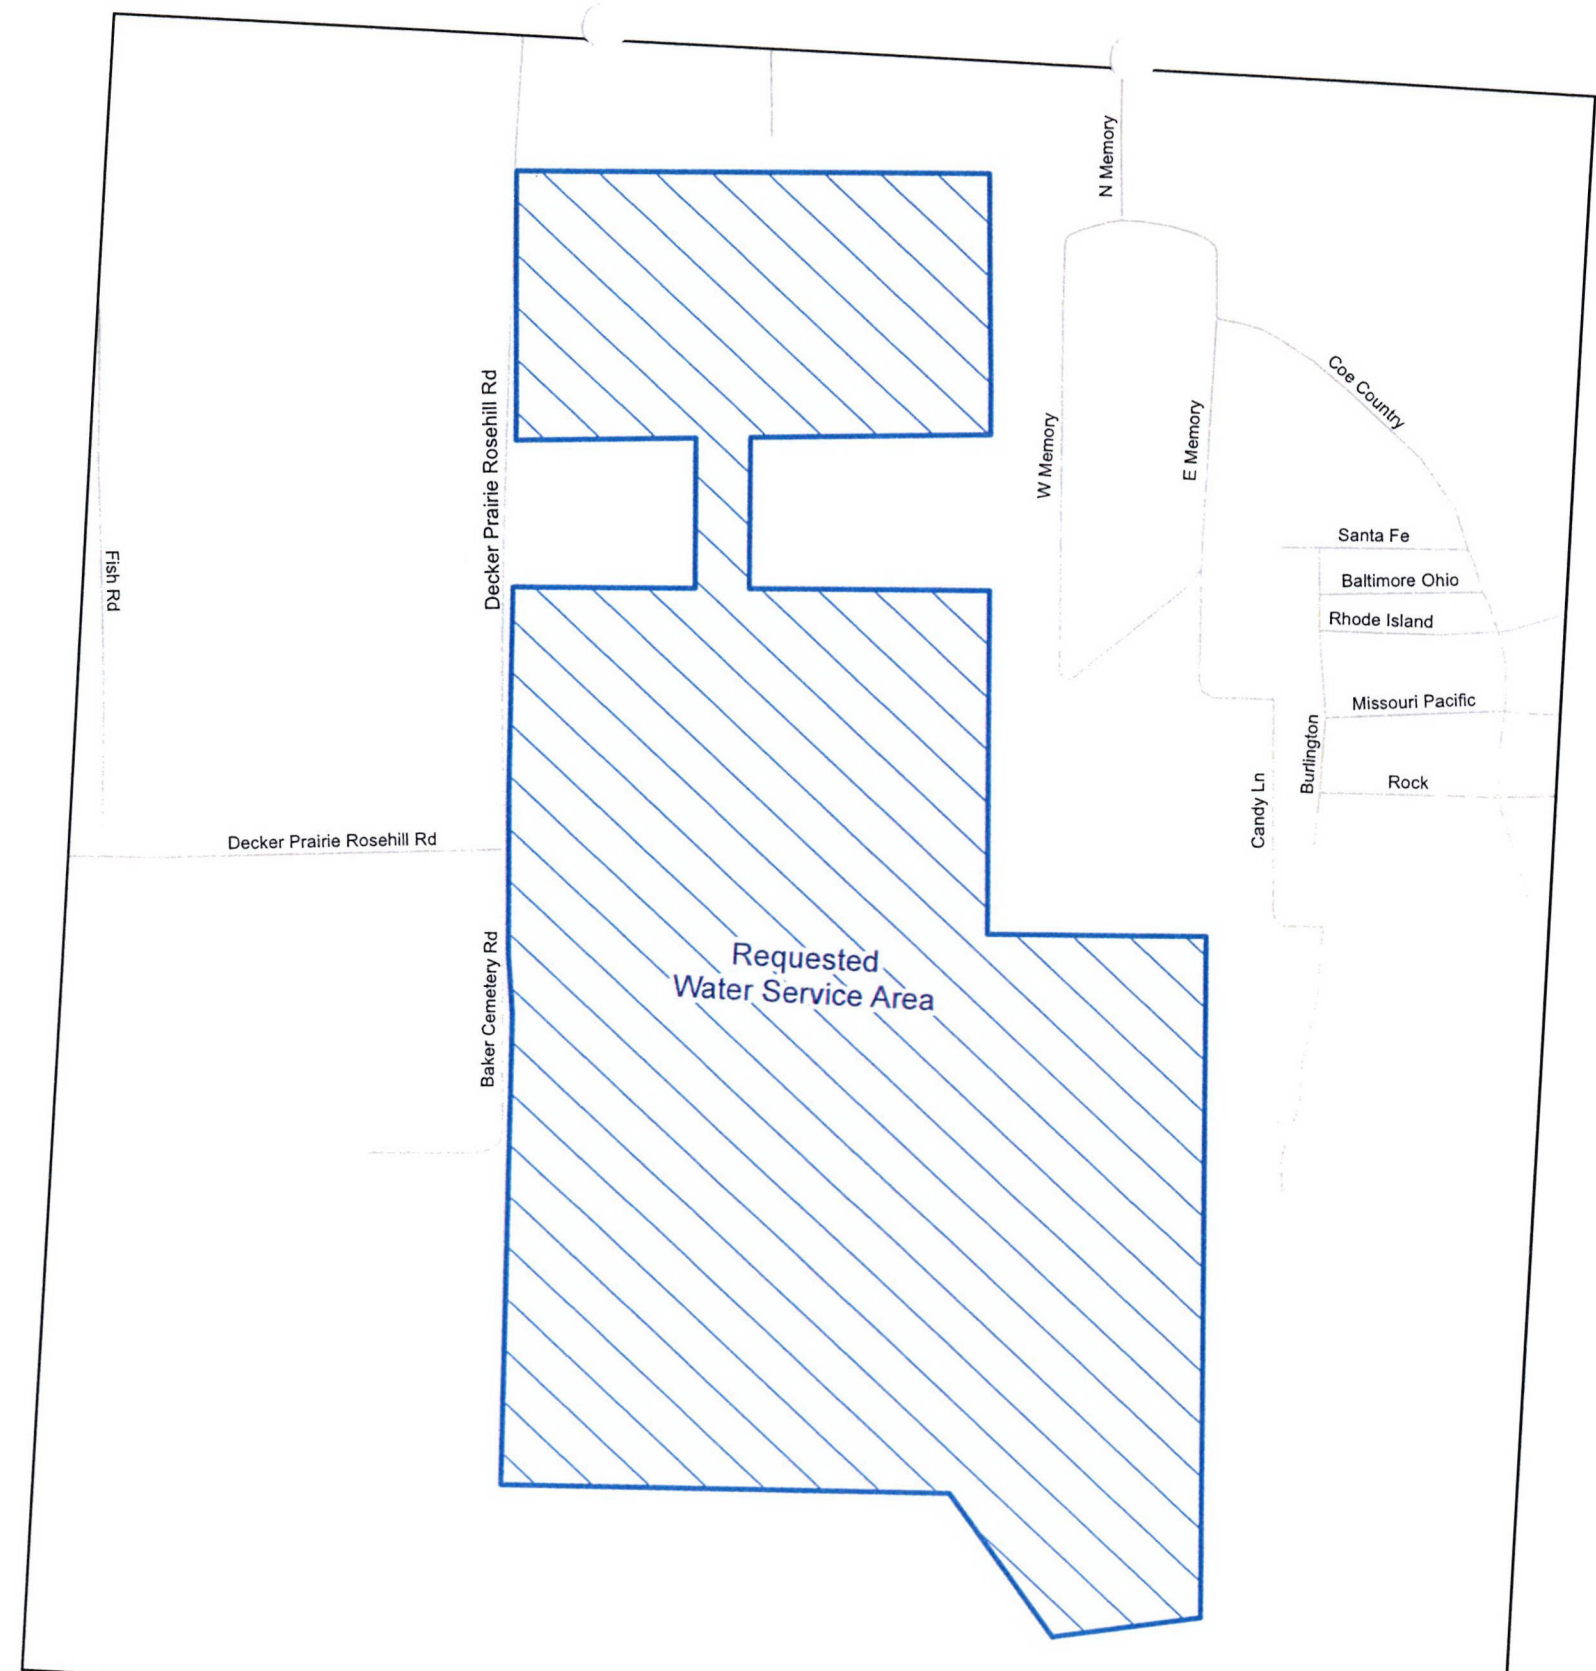 N Memory
Coe Country
Decker Prairie Rosehill Rd
W Memory
E Memory
Santa Fe
Fish Rd
Baltimore Ohio
Rhode Island
Missouri Pacific
Burlington
Rock
Candy Ln
Decker Prairie Rosehill Rd
Baker Cemetery Rd
Requested
Water Service Area